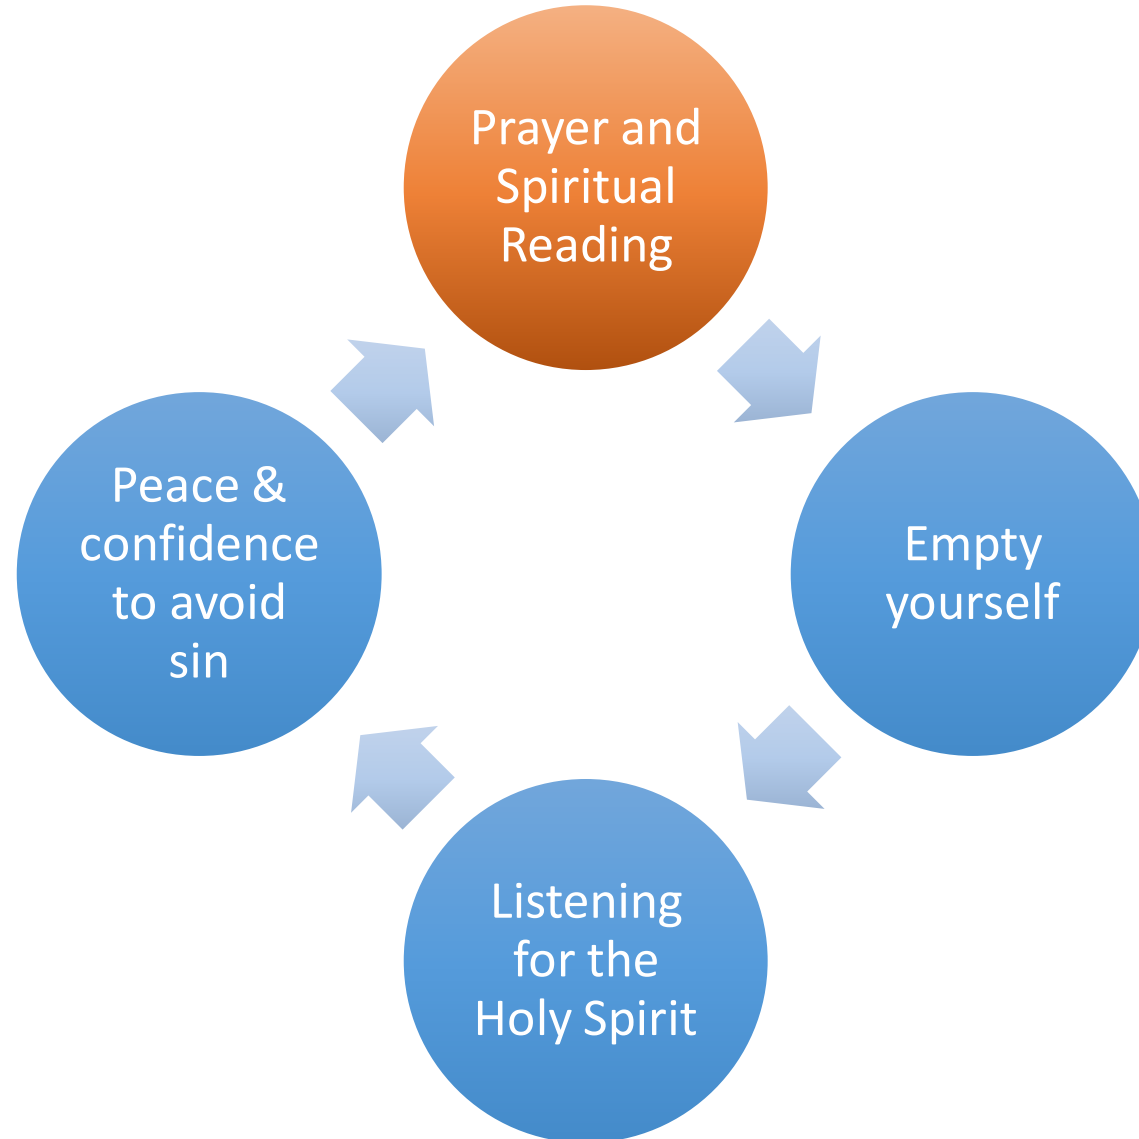 Prayer and
Spiritual
Reading
Empty
yourself
Listening
for the
Holy Spirit
Peace &
confidence
to avoid
sin